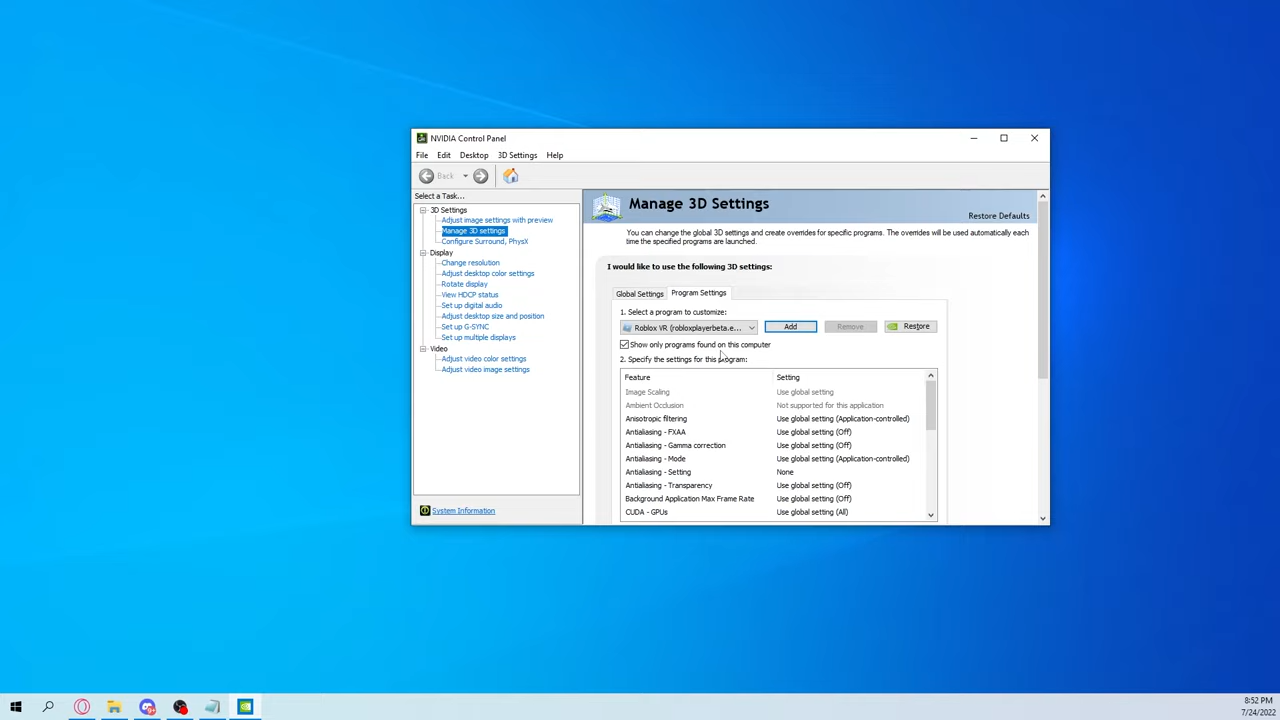 NVIDIA Control Panel
File Edit Desktop 3D Settings Help
Back
Select a Task...
3D Settings
Adjust image settings with preview
Manage 3D settings
Configure Surround, PhysX
Display
Change resolution
Adjust desktop color settings
Rotate display
View HDCP status
Set up digital audio
Adjust desktop size and position
Set up G-SYNC
Set up multiple displays
Video
Adjust video color settings
Adjust video image settings
System Information
Manage 3D Settings
Restore Defaults
You can change the global 3D settings and create overrides for specific programs. The overrides will be used automatically each
time the specified programs are launched.
I would like to use the following 3D settings:
Global Settings Program Settings
1. Select a program to customize:
Roblox VR (robloxplayerbeta.e... Add Remove Restore
Show only programs found on this computer
2. Specify the settings for this program:
Feature Setting
Image Scaling Use global setting
Ambient Occlusion Not supported for this application
Anisotropic filtering Use global setting (Application-controlled)
Antialiasing - FXAA Use global setting (Off)
Antialiasing - Gamma correction Use global setting (Off)
Antialiasing - Mode Use global setting (Application-controlled)
Antialiasing - Setting None
Antialiasing - Transparency Use global setting (Off)
Background Application Max Frame Rate Use global setting (Off)
CUDA - GPUs Use global setting (All)
8:52 PM
7/24/2022